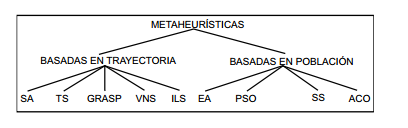 METAHEURÍSTICAS
BASADAS EN TRAYECTORIA BASADAS EN POBLACIÓN
SA TS GRASP VNS ILS EA PSO SS ACO